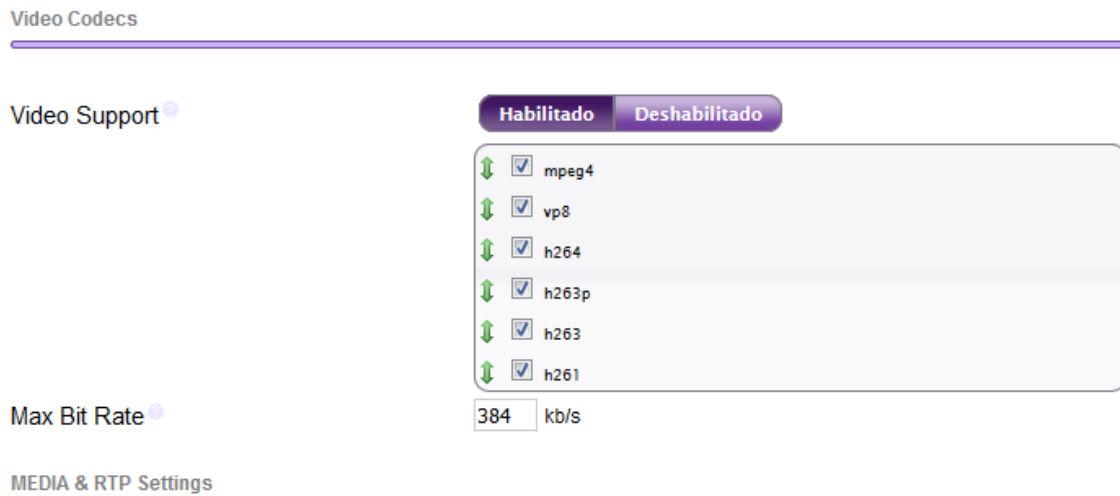 Video Codecs
Video Support
Habilitado Deshabilitado
mpeg4
vp8
h264
h263p
h263
h261
Max Bit Rate 384 kb/s
MEDIA & RTP Settings